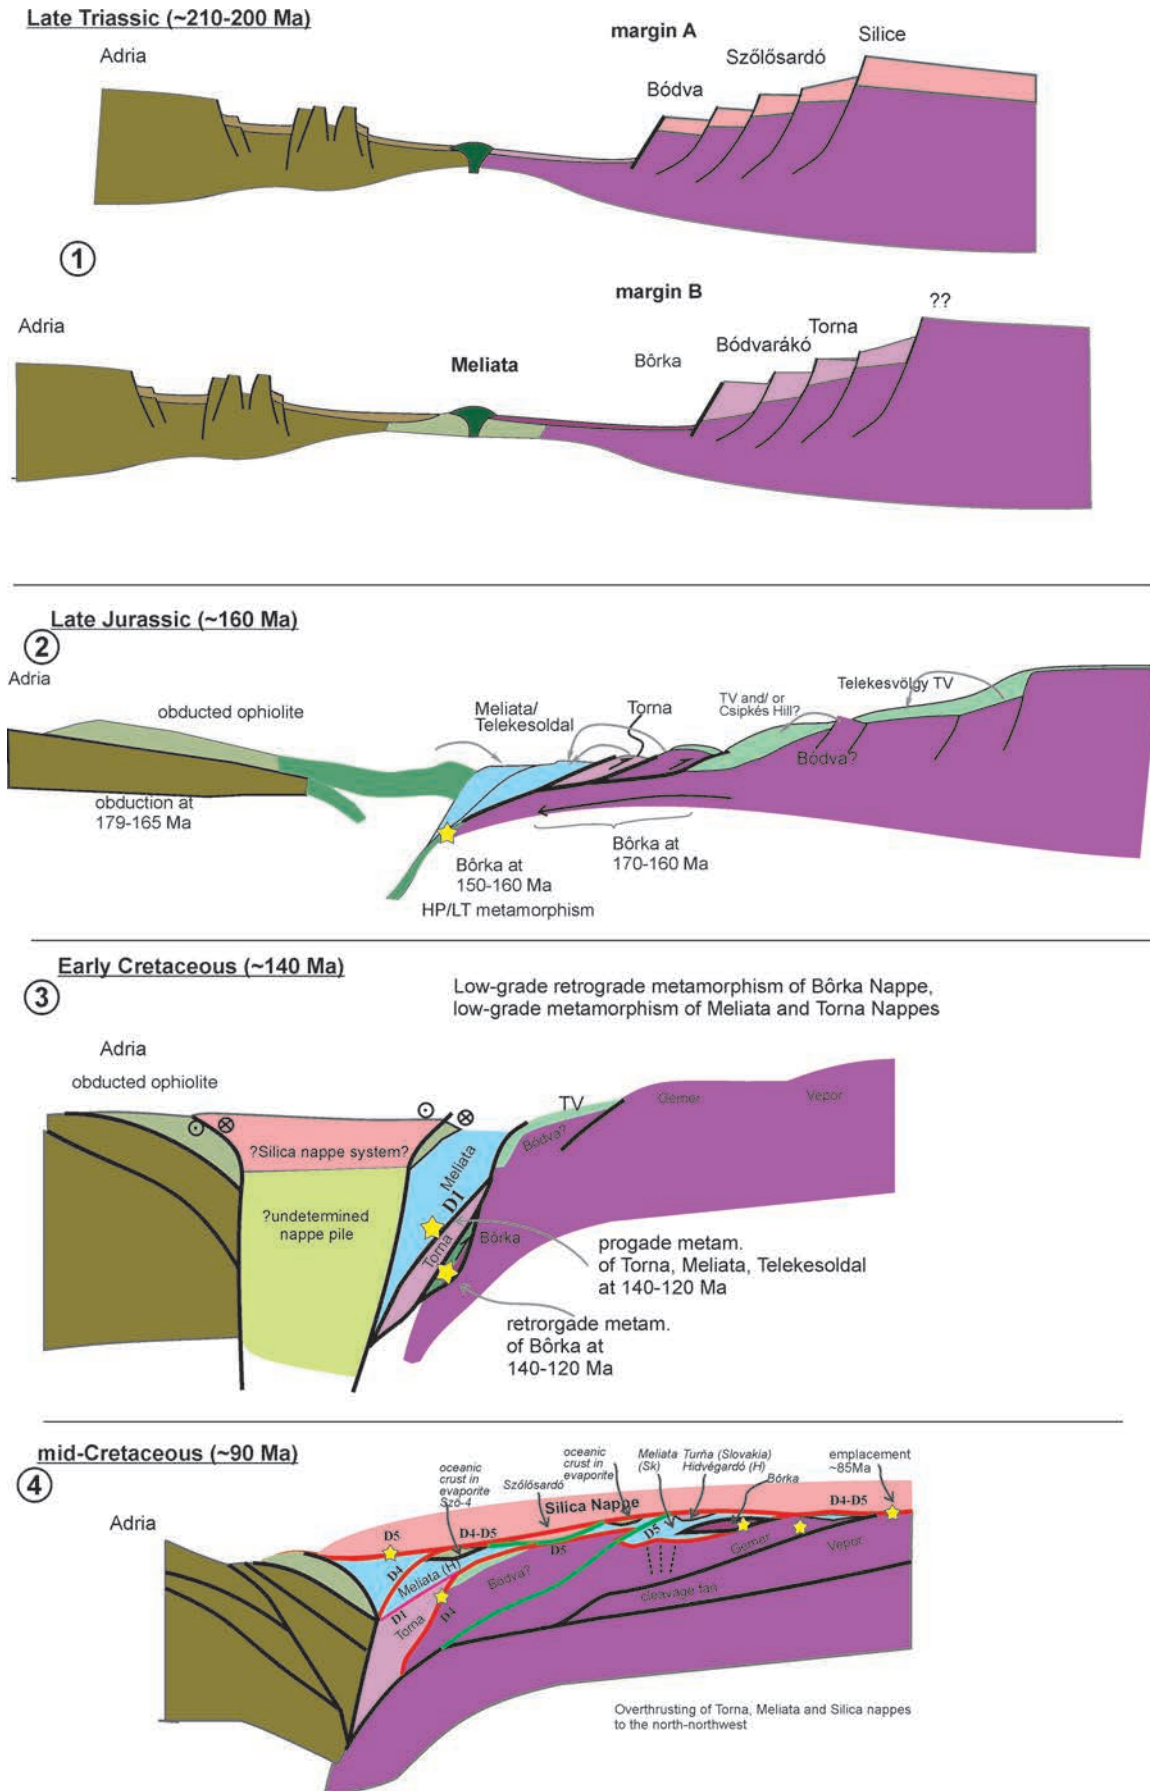 Late Triassic (~210-200 Ma)
Adria
margin A
Silice
Szőlősardó
Bódva
1
margin B
??
Adria
Torna
Bódvarákó
Meliata
Bôrka
Late Jurassic (~160 Ma)
2
Adria
obducted ophiolite
Meliata/
Telekesoldal
Torna
TV and/ or
Csipkés Hill?
Telekesvölgy TV
Bódva?
obduction at
179-165 Ma
Bôrka at
150-160 Ma
Bôrka at
170-160 Ma
HP/LT metamorphism
Early Cretaceous (~140 Ma)
3
Low-grade retrograde metamorphism of Bôrka Nappe,
low-grade metamorphism of Meliata and Torna Nappes
Adria
obducted ophiolite
TV
Gemer
Vepor
?Silica nappe system?
Bódva?
Meliata
D1
?undetermined
nappe pile
Torna
Bôrka
progade metam.
of Torna, Meliata, Telekesoldal
at 140-120 Ma
retrorgade metam.
of Bôrka at
140-120 Ma
mid-Cretaceous (~90 Ma)
4
oceanic
crust in
evaporite
Szö-4
Szőlősardó
oceanic
crust in
evaporite
Meliata
(Sk)
Turňa (Slovakia)
Hidvégardó (H)
Bôrka
emplacement
~85Ma
Adria
Silica Nappe
D4-D5
D5
D4-D5
D5
D5
D4
Meliata (H)
Bódva?
Gemer
Vepor
D1
Torna
D4
cleavage fan
Overthrusting of Torna, Meliata and Silica nappes
to the north-northwest